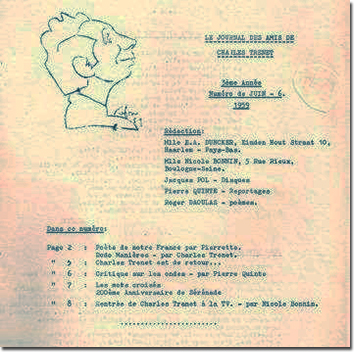 LE JOURNAL DES AMIS DE
CHARLES TRENET
3ème Année
Numéro de JUIN - 6.
1959
Rédaction:
Mlle E.A. DUNCKER, Einden Hout Straat 10,
Haarlem - Pays-Bas.
Mlle Nicole BONNIN, 5 Rue Rieux,
Boulogne-Seine.
Jacques POL - Disques
Pierre QUINTE - Reportages
Roger DAOULAS - poèmes.
Dans ce numéro:
Page 2 : Poète de notre France par Pierrette.
Dodo Manières - par Charles Trenet.
" 5 : Charles Trenet est de retour...
" 6 : Critique sur les ondes - par Pierre Quinte
" 7 : Les mots croisés
200ème Anniversaire de Sérénade
" 8 : Rentrée de Charles Trenet à la TV. - par Nicole Bonnin.